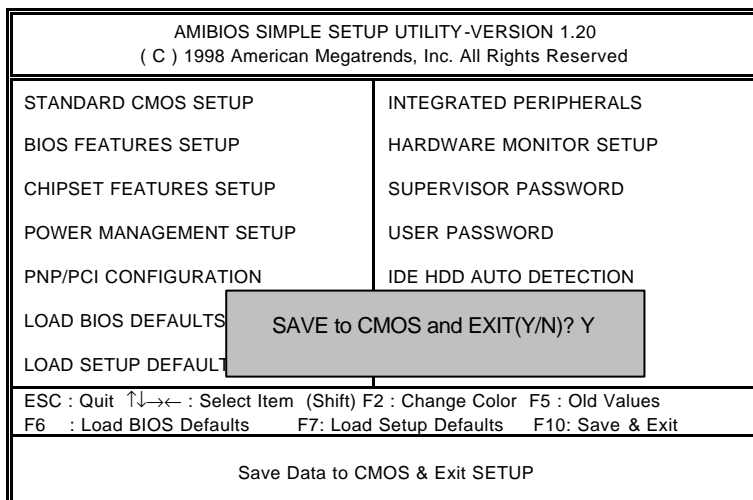 AMIBIOS SIMPLE SETUP UTILITY-VERSION 1.20
( C ) 1998 American Megatrends, Inc. All Rights Reserved
STANDARD CMOS SETUP
INTEGRATED PERIPHERALS
BIOS FEATURES SETUP
HARDWARE MONITOR SETUP
CHIPSET FEATURES SETUP
SUPERVISOR PASSWORD
POWER MANAGEMENT SETUP
USER PASSWORD
PNP/PCI CONFIGURATION
IDE HDD AUTO DETECTION
LOAD BIOS DEFAULTS
SAVE to CMOS and EXIT(Y/N)? Y
LOAD SETUP DEFAULT
ESC : Quit ↑↓→← : Select Item (Shift) F2 : Change Color F5 : Old Values
F6 : Load BIOS Defaults F7: Load Setup Defaults F10: Save & Exit
Save Data to CMOS & Exit SETUP